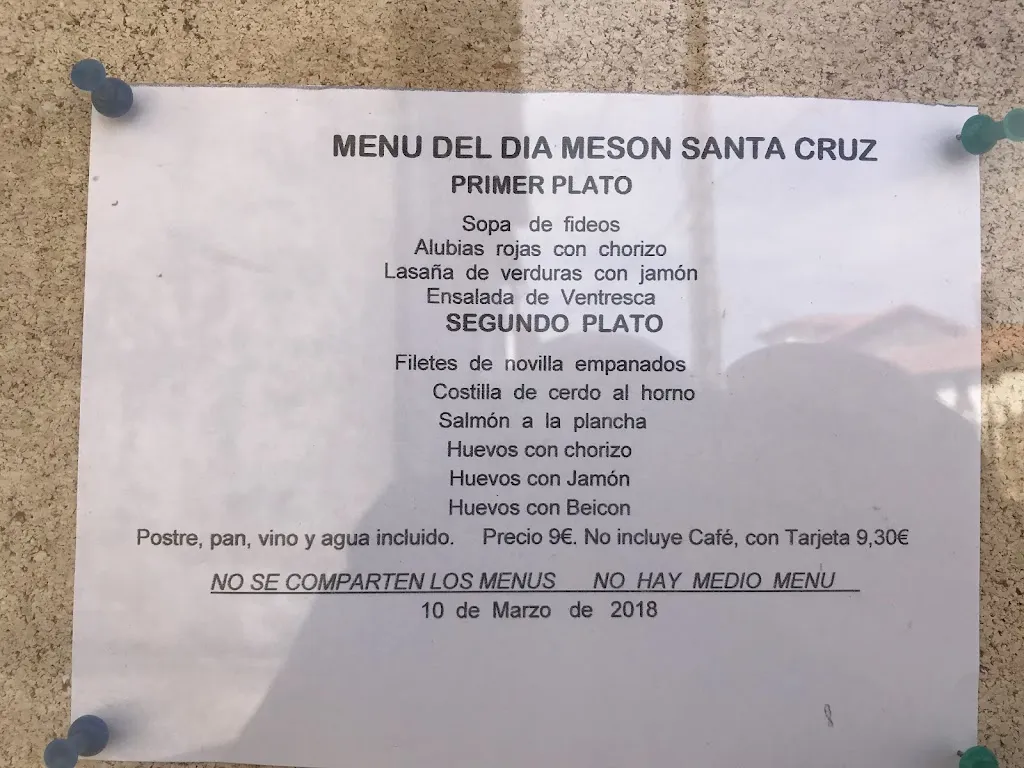 MENU DEL DIA MESON SANTA CRUZ
PRIMER PLATO
Sopa de fideos
Alubias rojas con chorizo
Lasaña de verduras con jamón
Ensalada de Ventresca
SEGUNDO PLATO
Filetes de novilla empanados
Costilla de cerdo al horno
Salmón a la plancha
Huevos con chorizo
Huevos con Jamón
Huevos con Beicon
Postre, pan, vino y agua incluido. Precio 9€. No incluye Café, con Tarjeta 9,30€
NO SE COMPARTEN LOS MENUS NO HAY MEDIO MENU
10 de Marzo de 2018